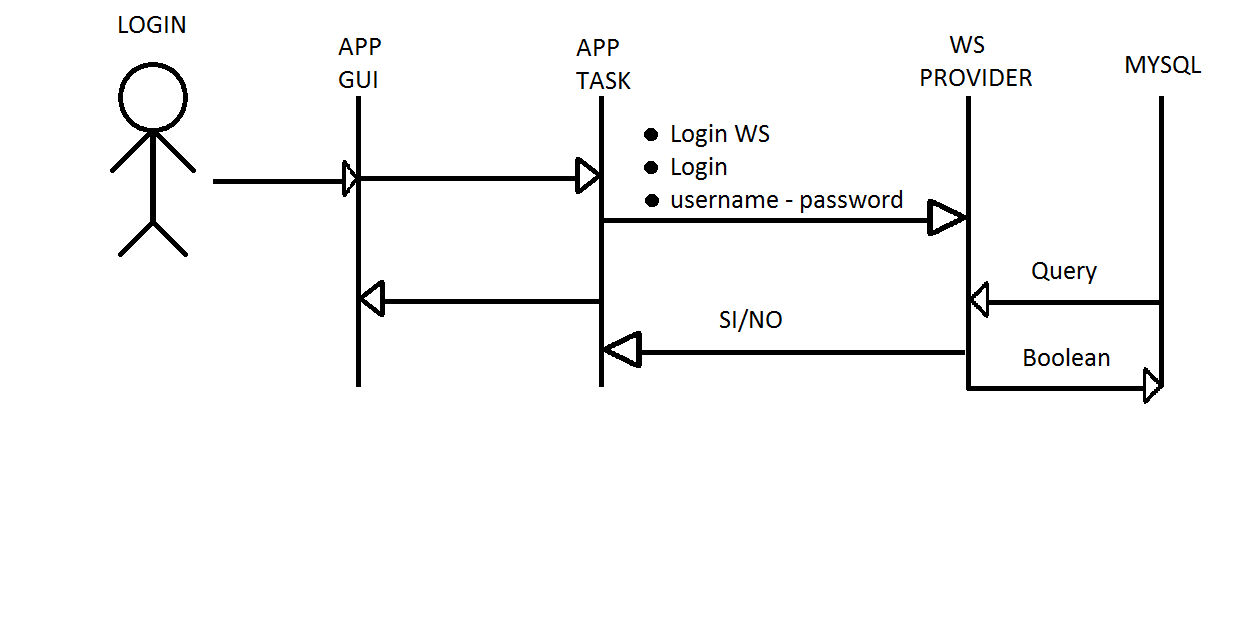 LOGIN
APP
GUI
APP
TASK
WS
PROVIDER
MYSQL
● Login WS
● Login
● username - password
Query
SI/NO
Boolean